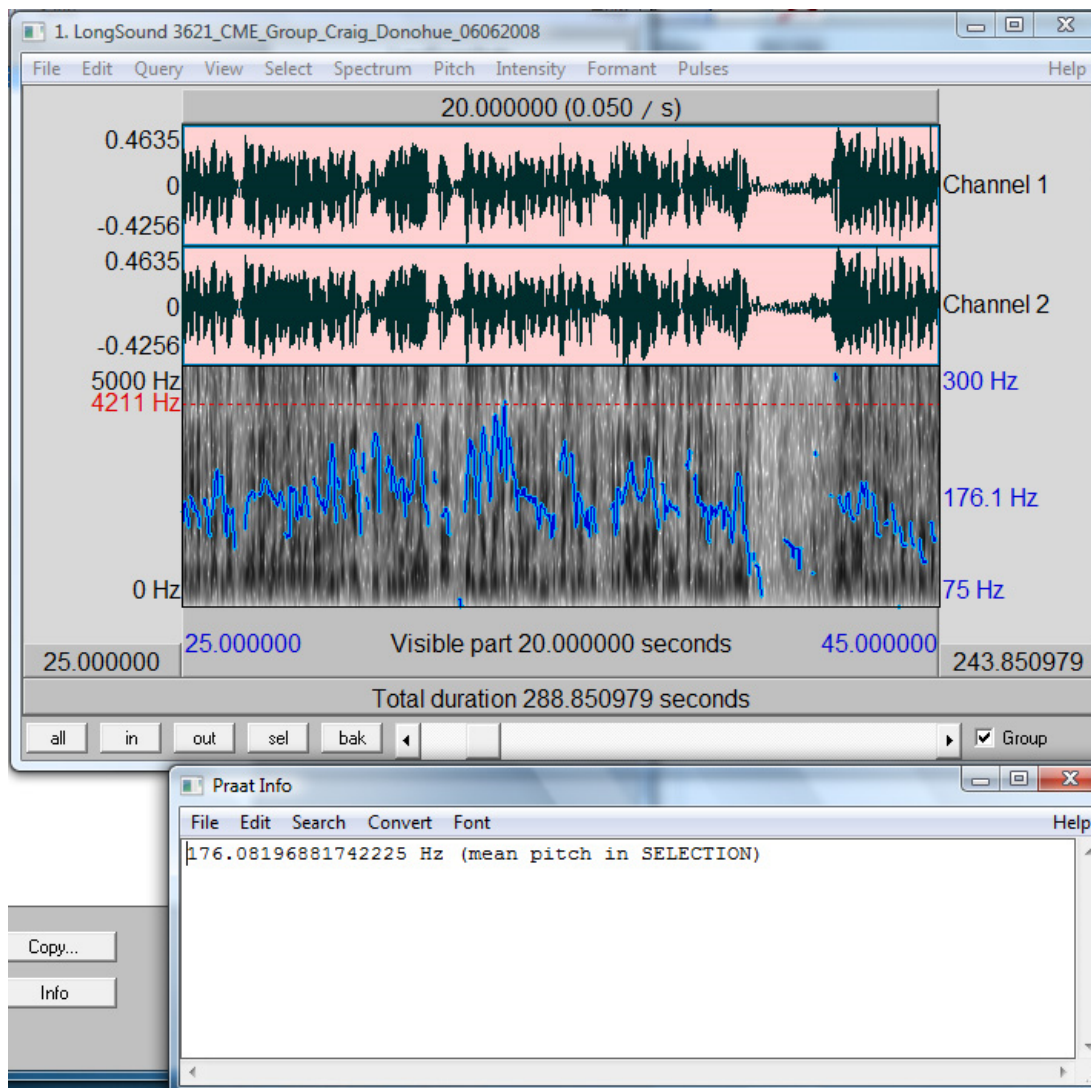 1. LongSound 3621_CME_Group_Craig_Donohue_06062008
File Edit Query View Select Spectrum Pitch Intensity Formant Pulses Help
20.000000 (0.050 / s)
0.4635
0
-0.4256
Channel 1
0.4635
0
-0.4256
Channel 2
5000 Hz
4211 Hz
0 Hz
300 Hz
176.1 Hz
75 Hz
25.000000 Visible part 20.000000 seconds 45.000000
25.000000 243.850979
Total duration 288.850979 seconds
all in out sel bak Group
Praat Info
File Edit Search Convert Font Help
176.08196881742225 Hz (mean pitch in SELECTION)
Copy...
Info